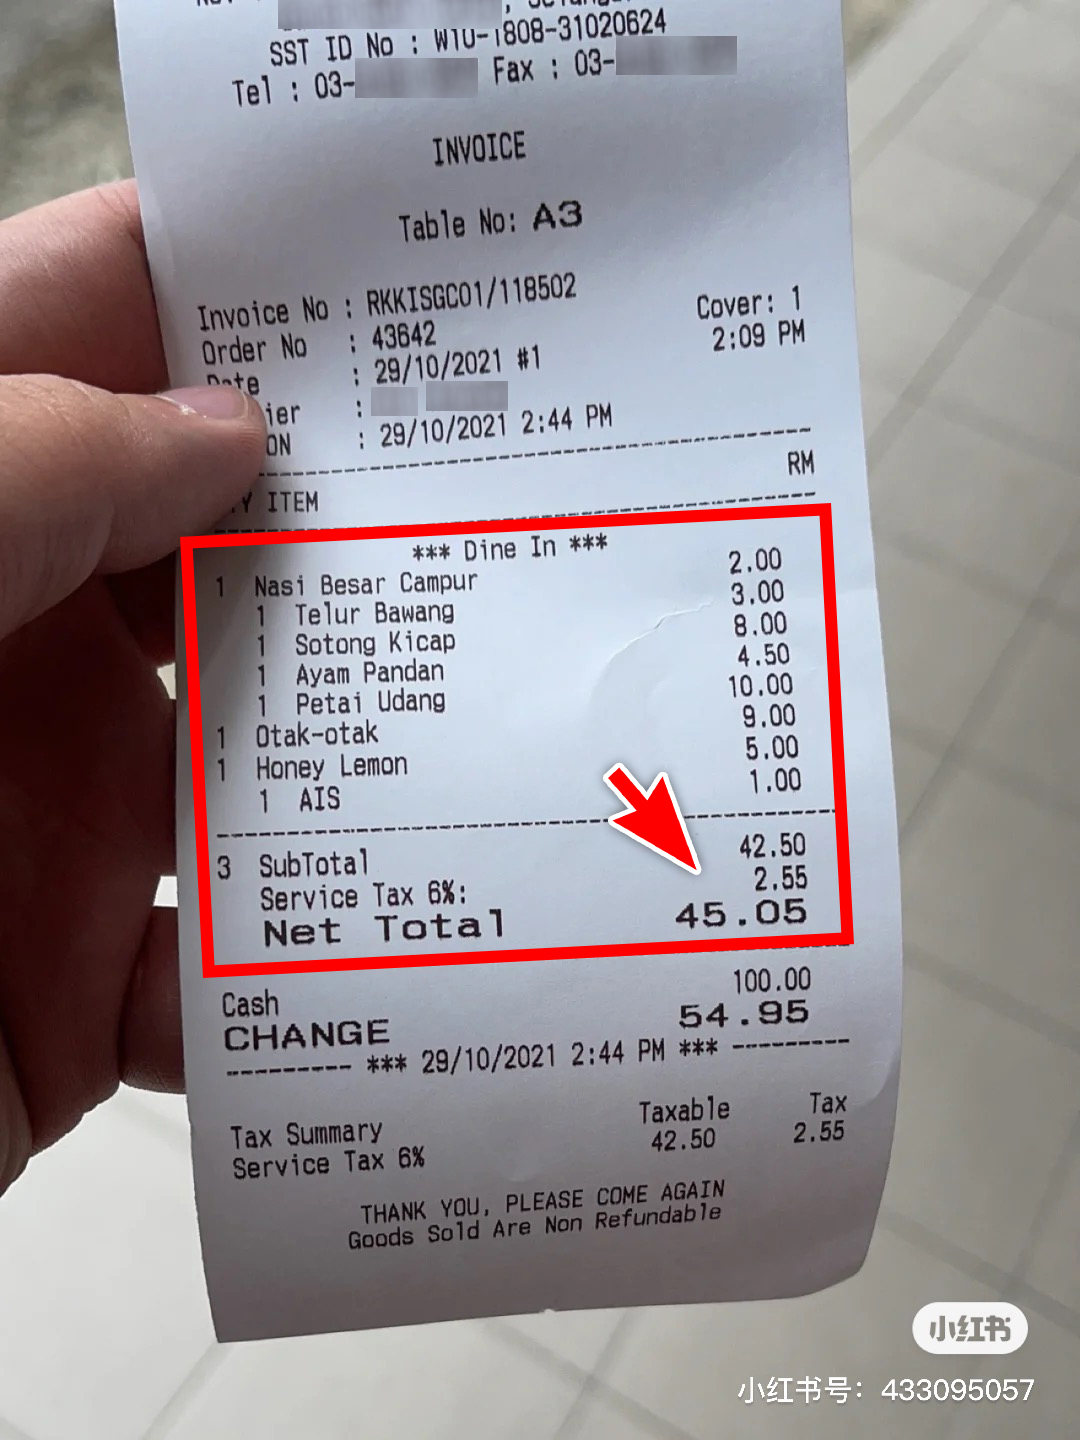 SST ID No : W10-1808-31020624
Tel : 03- Fax : 03-
INVOICE
Table No: A3
Invoice No : RKKISGC01/118502
Order No : 43642 Cover: 1
Date : 29/10/2021 #1 2:09 PM
ier :
ON : 29/10/2021 2:44 PM
Y ITEM RM
*** Dine In ***
1 Nasi Besar Campur 2.00
1 Telur Bawang 3.00
1 Sotong Kicap 8.00
1 Ayam Pandan 4.50
1 Petai Udang 10.00
1 Otak-otak 9.00
1 Honey Lemon 5.00
1 AIS 1.00
3 SubTotal 42.50
Service Tax 6%: 2.55
Net Total 45.05
Cash 100.00
CHANGE 54.95
*** 29/10/2021 2:44 PM ***
Taxable Tax
Tax Summary 42.50 2.55
Service Tax 6%
THANK YOU, PLEASE COME AGAIN
Goods Sold Are Non Refundable
小红书
小红书号：433095057